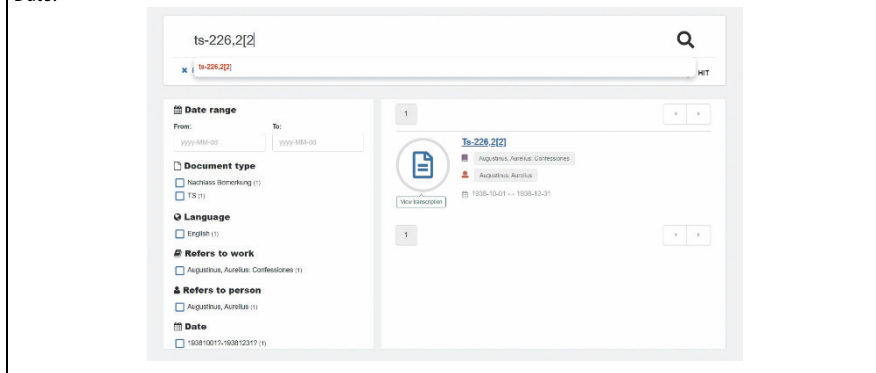 ts-226,2[2
ts-226,2[2]
HIT
Date range
From: To:
yyyy-MM-dd yyyy-MM-dd
Document type
Nachlass Bemerkung (1)
TS (1)
Language
English (1)
Refers to work
Augustinus, Aurelius: Confessiones (1)
Refers to person
Augustinus, Aurelius (1)
Date
19381001?-19381231? (1)
1
Ts-226,2[2]
Augustinus, Aurelius: Confessiones
Augustinus, Aurelius
1938-10-01 - - 1938-12-31
View transcription
1